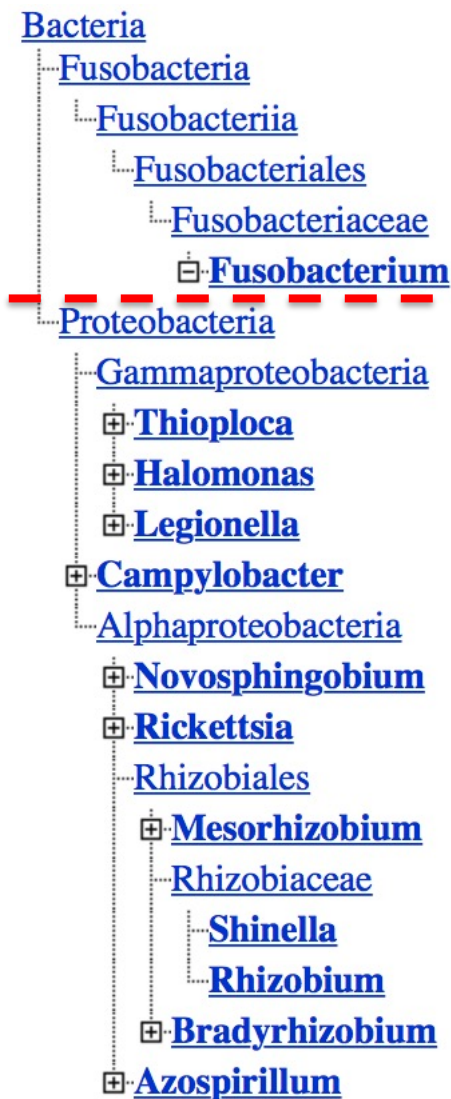 Bacteria
Fusobacteria
Fusobacteriia
Fusobacteriales
Fusobacteriaceae
Fusobacterium
Proteobacteria
Gammaproteobacteria
Thioploca
Halomonas
Legionella
Campylobacter
Alphaproteobacteria
Novosphingobium
Rickettsia
Rhizobiales
Mesorhizobium
Rhizobiaceae
Shinella
Rhizobium
Bradyrhizobium
Azospirillum